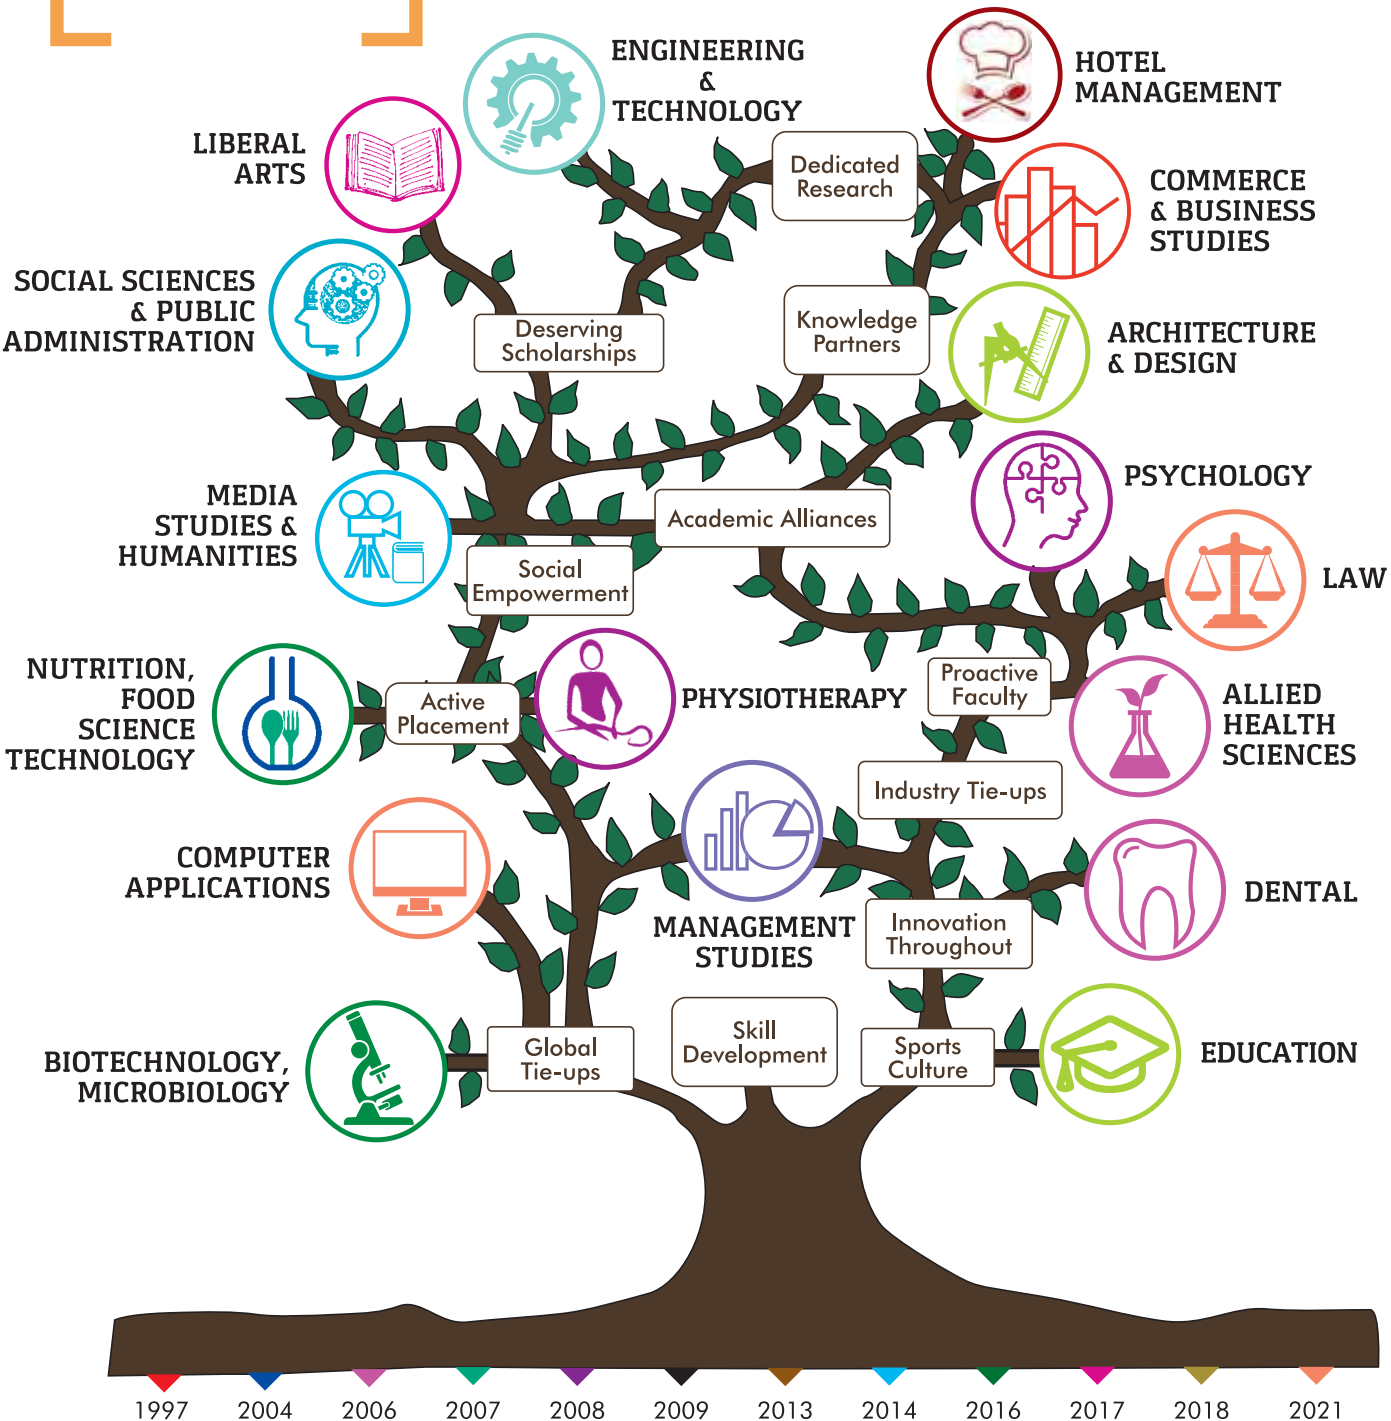 ENGINEERING
&
TECHNOLOGY
HOTEL
MANAGEMENT
LIBERAL
ARTS
Dedicated
Research
COMMERCE
& BUSINESS
STUDIES
SOCIAL SCIENCES
& PUBLIC
ADMINISTRATION
Deserving
Scholarships
Knowledge
Partners
ARCHITECTURE
& DESIGN
PSYCHOLOGY
MEDIA
STUDIES &
HUMANITIES
Academic Alliances
Social
Empowerment
LAW
NUTRITION,
FOOD
SCIENCE
TECHNOLOGY
Active
Placement
PHYSIOTHERAPY
Proactive
Faculty
ALLIED
HEALTH
SCIENCES
Industry Tie-ups
COMPUTER
APPLICATIONS
MANAGEMENT
STUDIES
Innovation
Throughout
DENTAL
BIOTECHNOLOGY,
MICROBIOLOGY
Global
Tie-ups
Skill
Development
Sports
Culture
EDUCATION
1997 2004 2006 2007 2008 2009 2013 2014 2016 2017 2018 2021